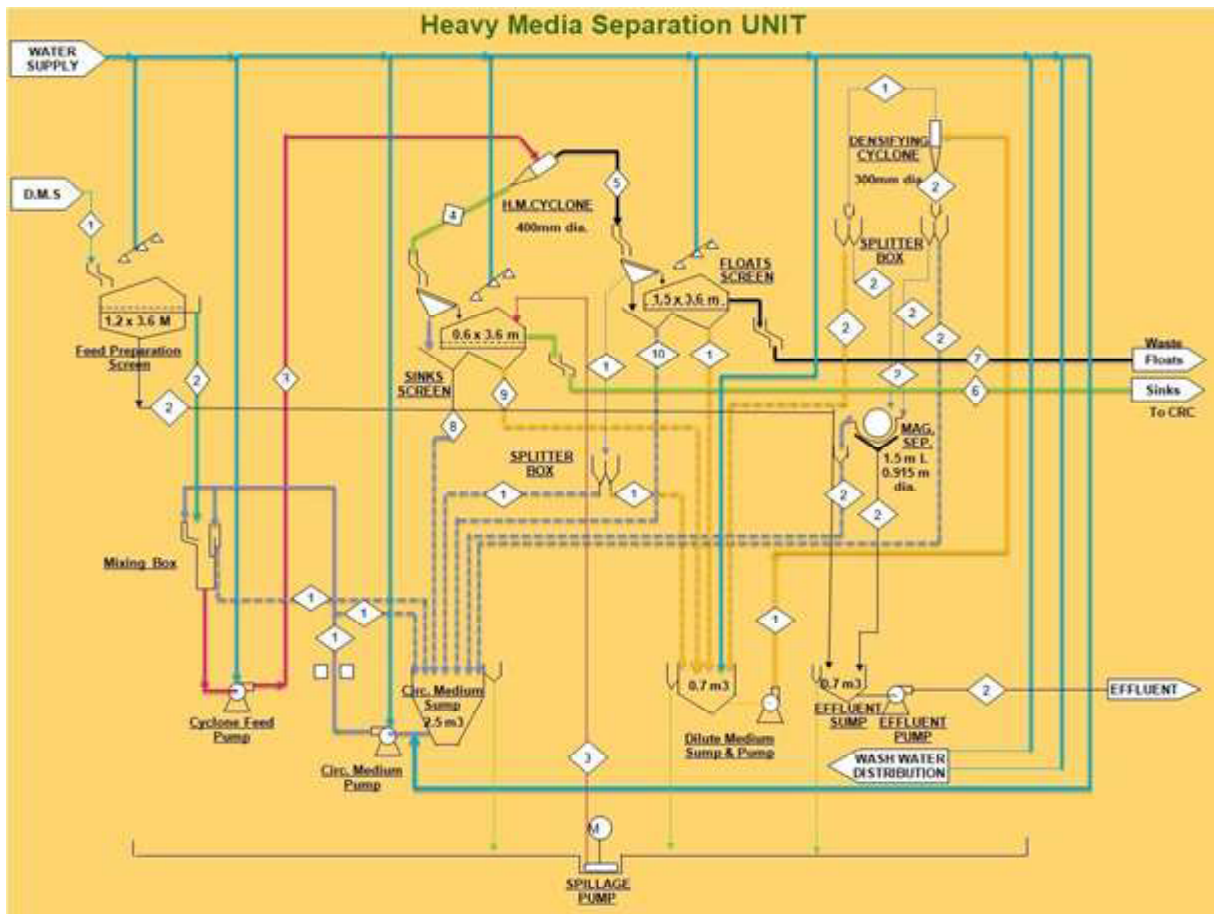 Heavy Media Separation UNIT
WATER
SUPPLY
1
DENSIFYING
CYCLONE
300mm dia.
2
D.M.S
1
5
4
H.M.CYCLONE
400mm dia.
SPLITTER
BOX
FLOATS
SCREEN
2
2
1.5 x 3.6 m
1.2 x 3.6 M
0.6 x 3.6 m
Feed Preparation
Screen
2
2
SINKS
SCREEN
9
8
1
10
1
2
2
2
Waste
Floats
7
Sinks
6
To CRC
MAG.
SEP.
1.5 m L
0.915 m
dia.
2
2
SPLITTER
BOX
1
1
Mixing Box
1
1
1
1
Circ. Medium
Sump
2.5 m3
0.7 m3
0.7 m3
EFFLUENT
SUMP
EFFLUENT
PUMP
2
EFFLUENT
Cyclone Feed
Pump
Circ. Medium
Pump
Dilute Medium
Sump & Pump
3
WASH WATER
DISTRIBUTION
M
SPILLAGE
PUMP